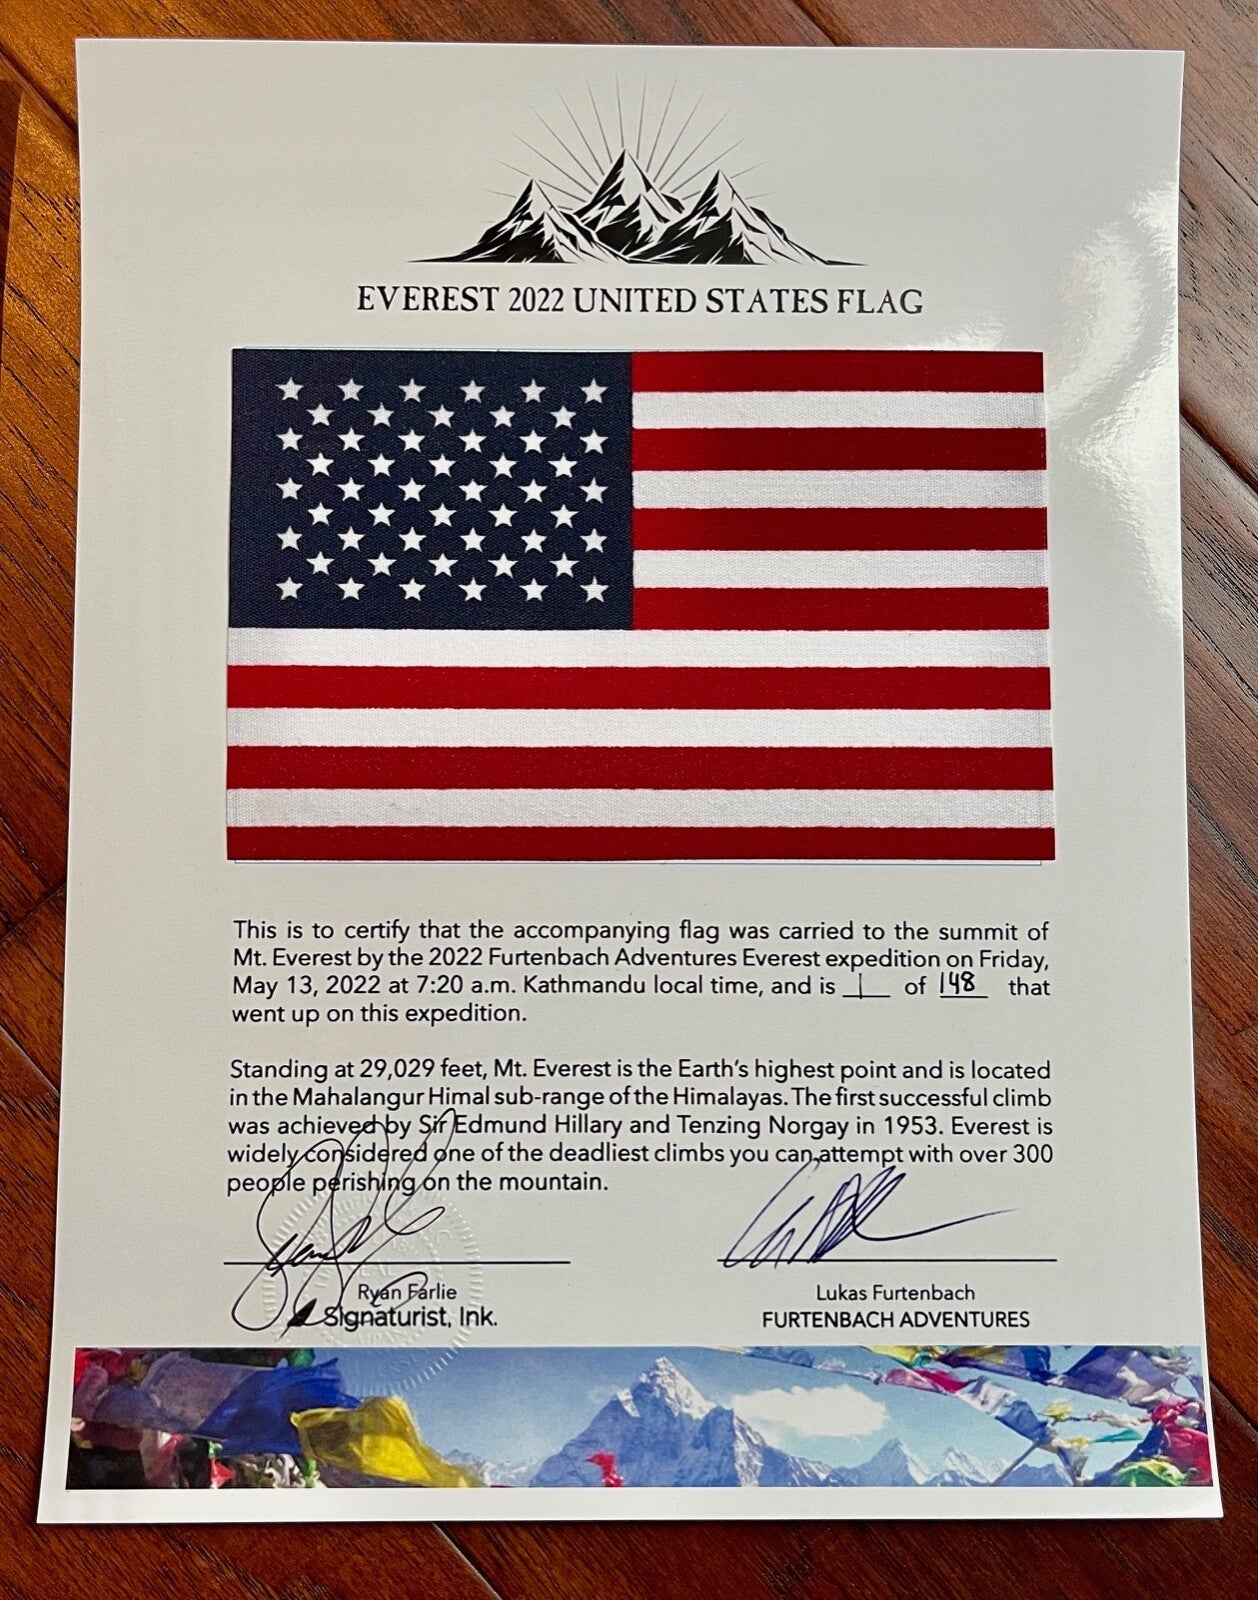 EVEREST 2022 UNITED STATES FLAG
This is to certify that the accompanying flag was carried to the summit of
Mt. Everest by the 2022 Furtenbach Adventures Everest expedition on Friday,
May 13, 2022 at 7:20 a.m. Kathmandu local time, and is 1 of 148 that
went up on this expedition.
Standing at 29,029 feet, Mt. Everest is the Earth's highest point and is located
in the Mahalangur Himal sub-range of the Himalayas. The first successful climb
was achieved by Sir Edmund Hillary and Tenzing Norgay in 1953. Everest is
widely considered one of the deadliest climbs you can attempt with over 300
people perishing on the mountain.
Ryan Farlie
Signaturist, Ink.
Lukas Furtenbach
FURTENBACH ADVENTURES